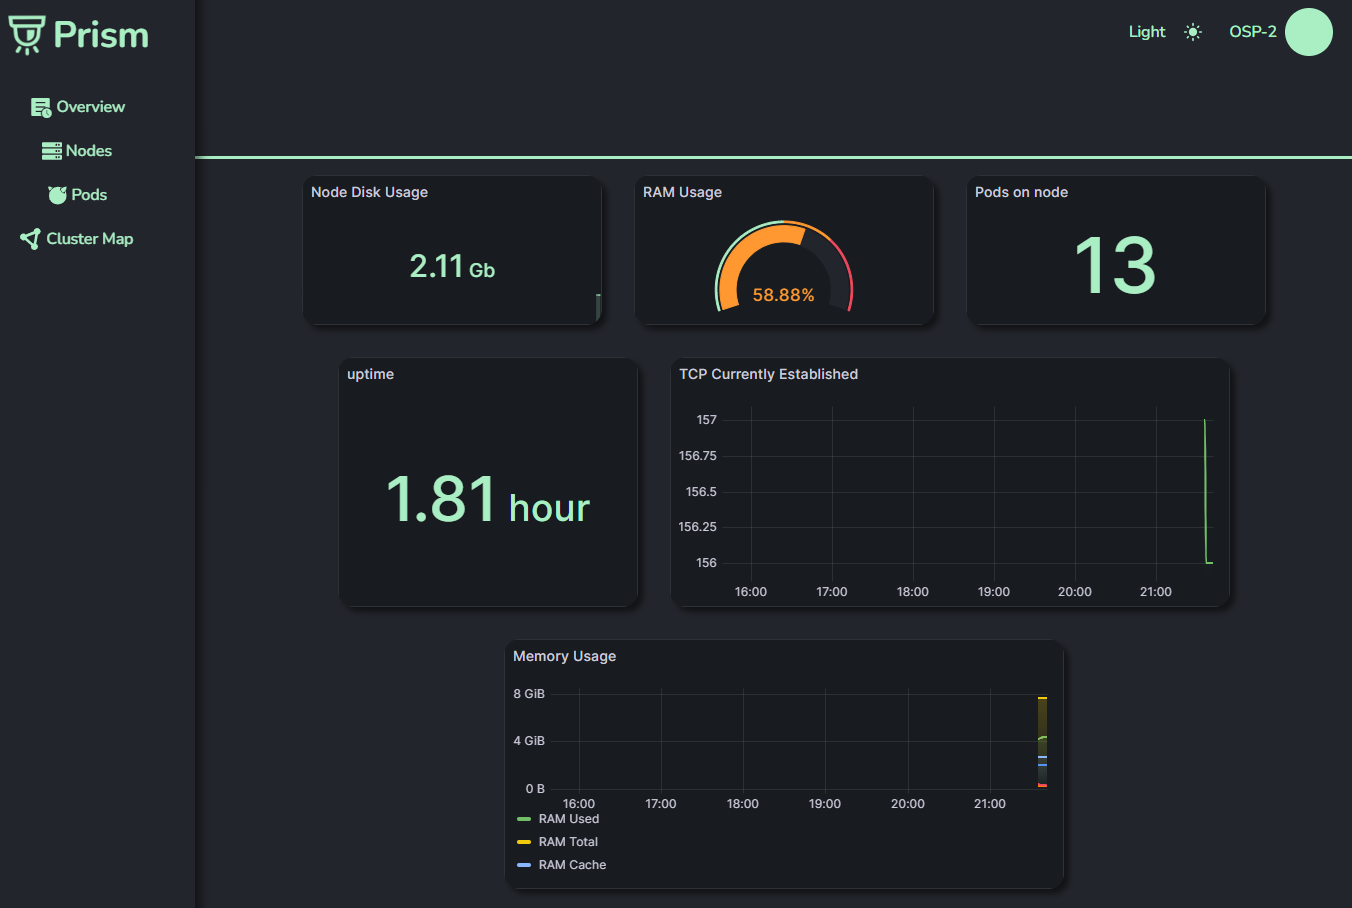 Prism
Light
OSP-2
Overview
Nodes
Pods
Cluster Map
Node Disk Usage
2.11 Gb
RAM Usage
58.88%
Pods on node
13
uptime
1.81 hour
TCP Currently Established
157
156.75
156.5
156.25
156
16:00 17:00 18:00 19:00 20:00 21:00
Memory Usage
8 GiB
4 GiB
0 B
16:00 17:00 18:00 19:00 20:00 21:00
RAM Used
RAM Total
RAM Cache